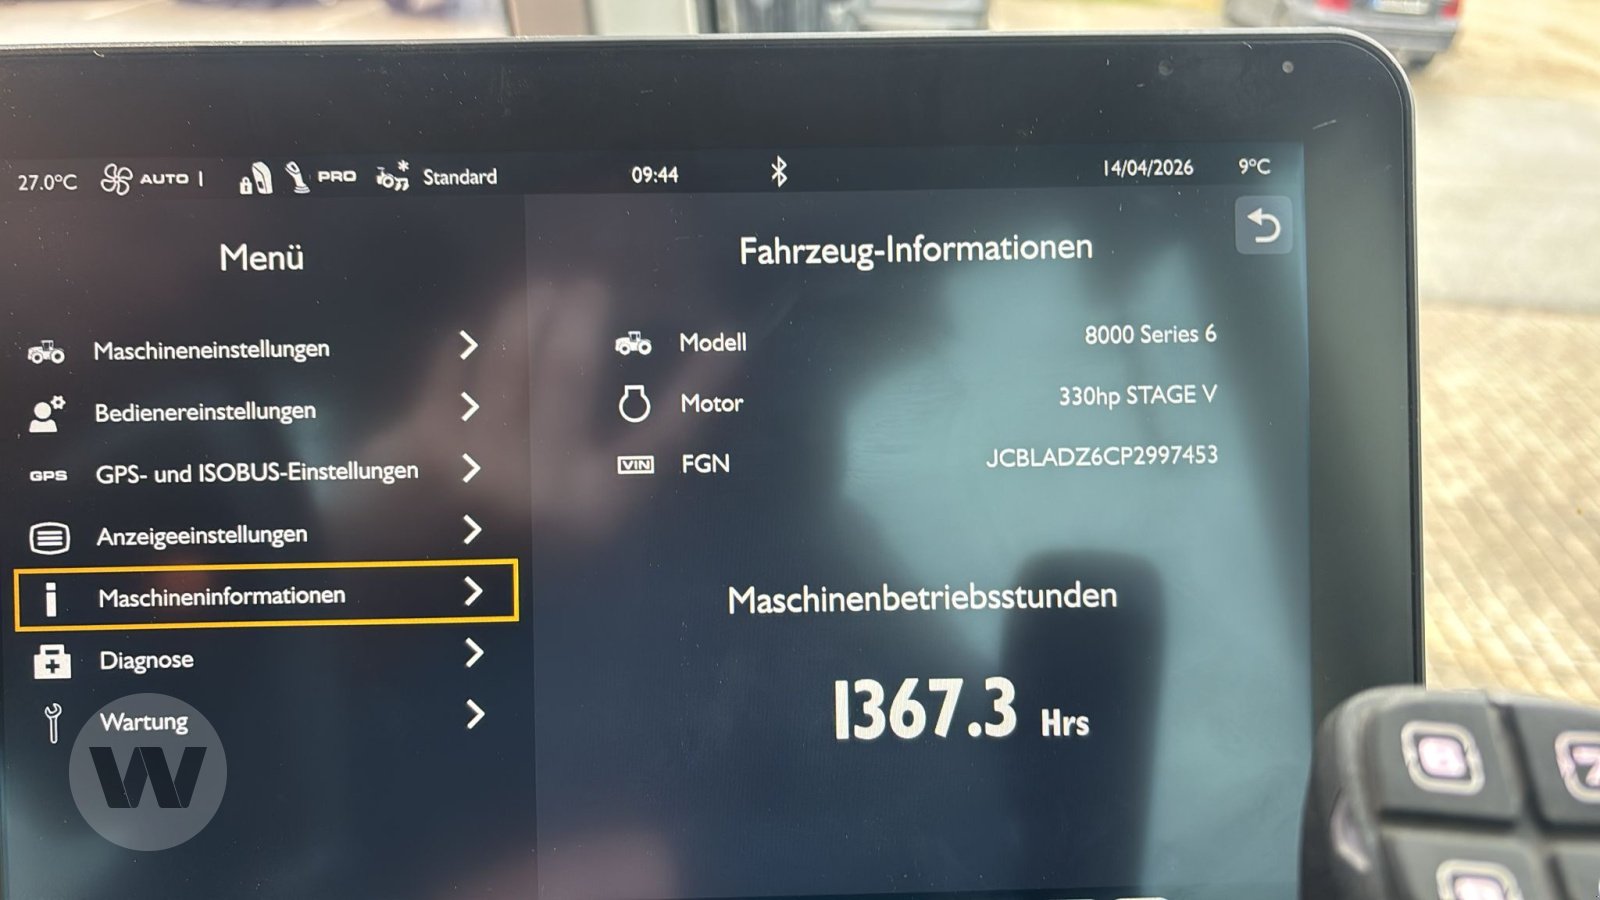 27.0°C AUTO PRO Standard 09:44 14/04/2026 9°C
Menü
Maschineneinstellungen
Bedienereinstellungen
GPS GPS- und ISOBUS-Einstellungen
Anzeigeeinstellungen
Maschineninformationen
Diagnose
Wartung
W
Fahrzeug-Informationen
Modell 8000 Series 6
Motor 330hp STAGE V
VIN FGN JCBLADZ6CP2997453
Maschinenbetriebsstunden
1367.3 Hrs